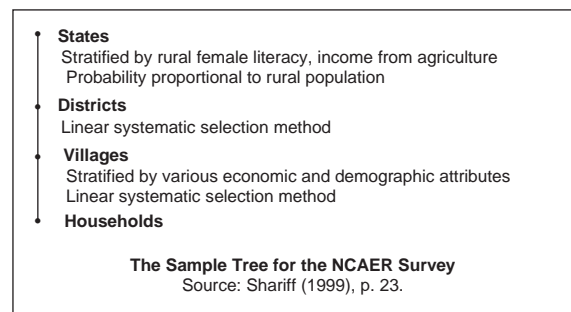 States
Stratified by rural female literacy, income from agriculture
Probability proportional to rural population
Districts
Linear systematic selection method
Villages
Stratified by various economic and demographic attributes
Linear systematic selection method
Households
The Sample Tree for the NCAER Survey
Source: Shariff (1999), p. 23.